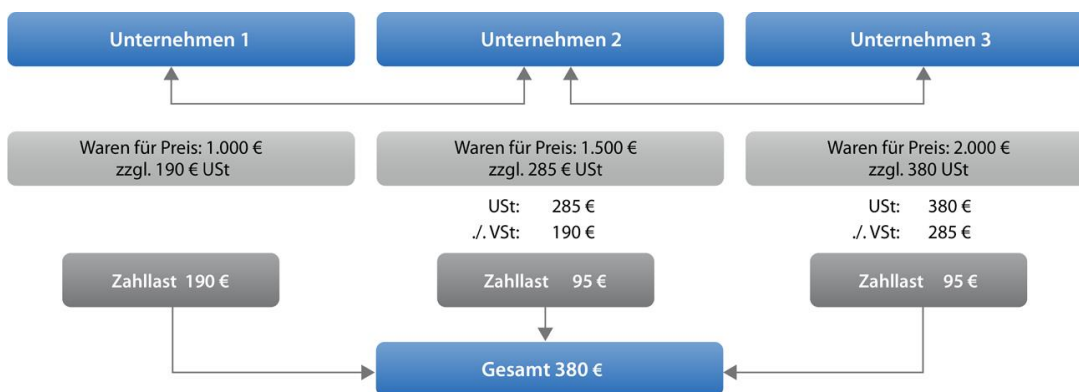 Unternehmen 1
Unternehmen 2
Unternehmen 3
Waren für Preis: 1.000 €
zzgl. 190 € USt
Waren für Preis: 1.500 €
zzgl. 285 € USt
Waren für Preis: 2.000 €
zzgl. 380 USt
USt: 285 €
./. VSt: 190 €
USt: 380 €
./. VSt: 285 €
Zahllast 190 €
Zahllast 95 €
Zahllast 95 €
Gesamt 380 €